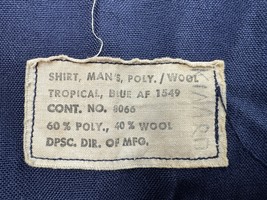 SHIRT, MAN'S, POLY./WOOL
TROPICAL, BLUE AF 1549
CONT. NO. 8066
60% POLY., 40% WOOL
DPSC. DIR. OF MFG.